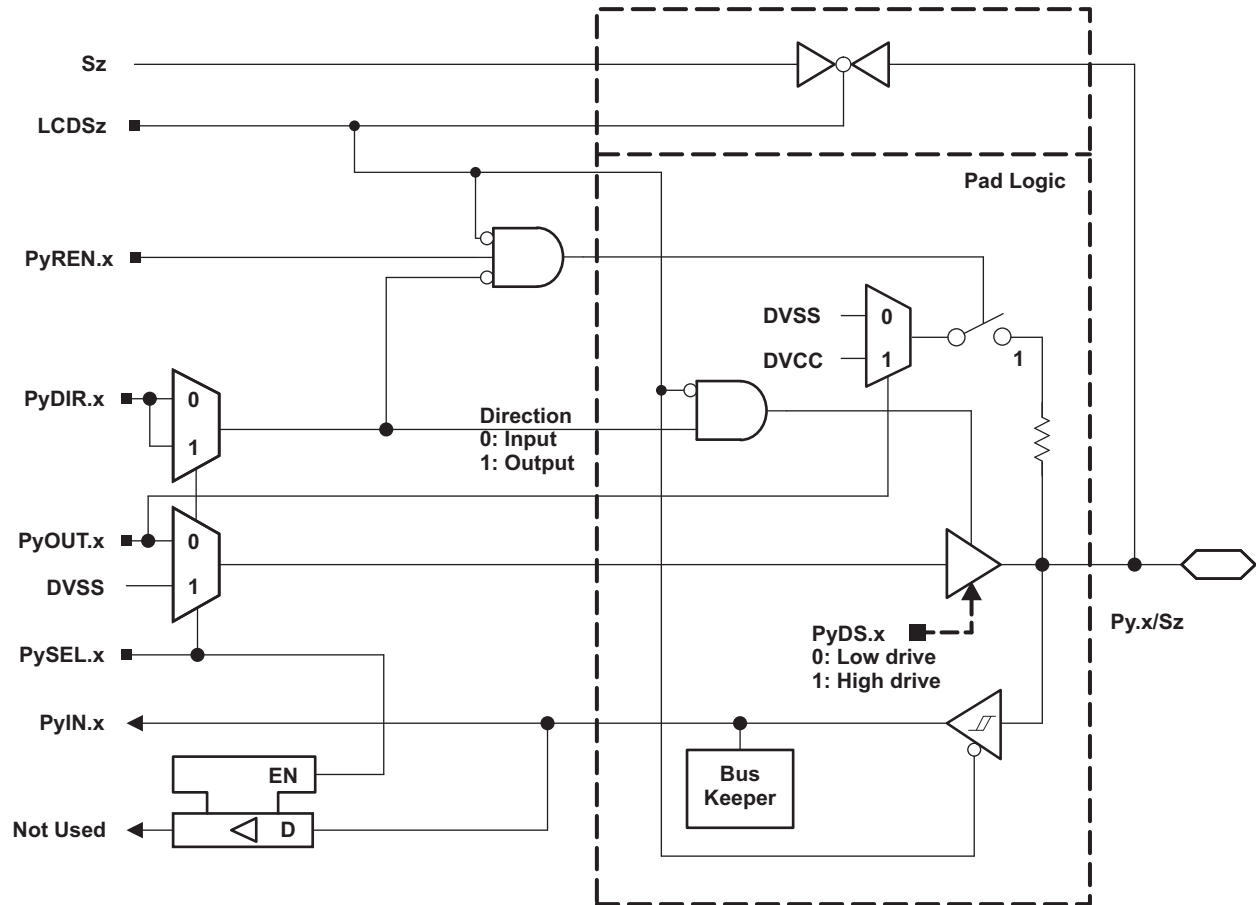 Sz
LCDSz
Pad Logic
PyREN.x
DVSS
0
DVCC
1
1
PyDIR.x
0
1
Direction
0: Input
1: Output
PyOUT.x
0
DVSS
1
PySEL.x
PyDS.x
0: Low drive
1: High drive
Py.x/Sz
PyIN.x
EN
Bus
Keeper
Not Used
D